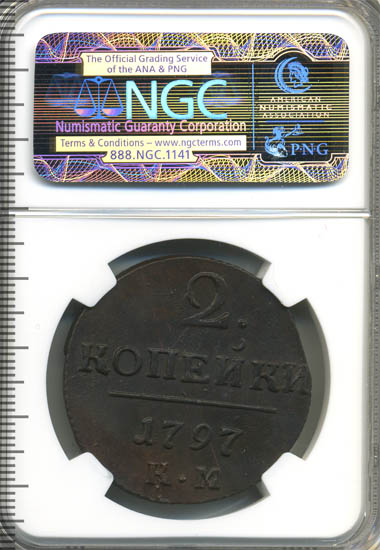 The Official Grading Service
of the ANA & PNG
NGC
Numismatic Guaranty Corporation
Terms & Conditions – www.ngcterms.com
888.NGC.1141
AMERICAN
NUMISMATIC
ASSOCIATION
PNG
2.
КОПЕЙКИ
1797
К·М